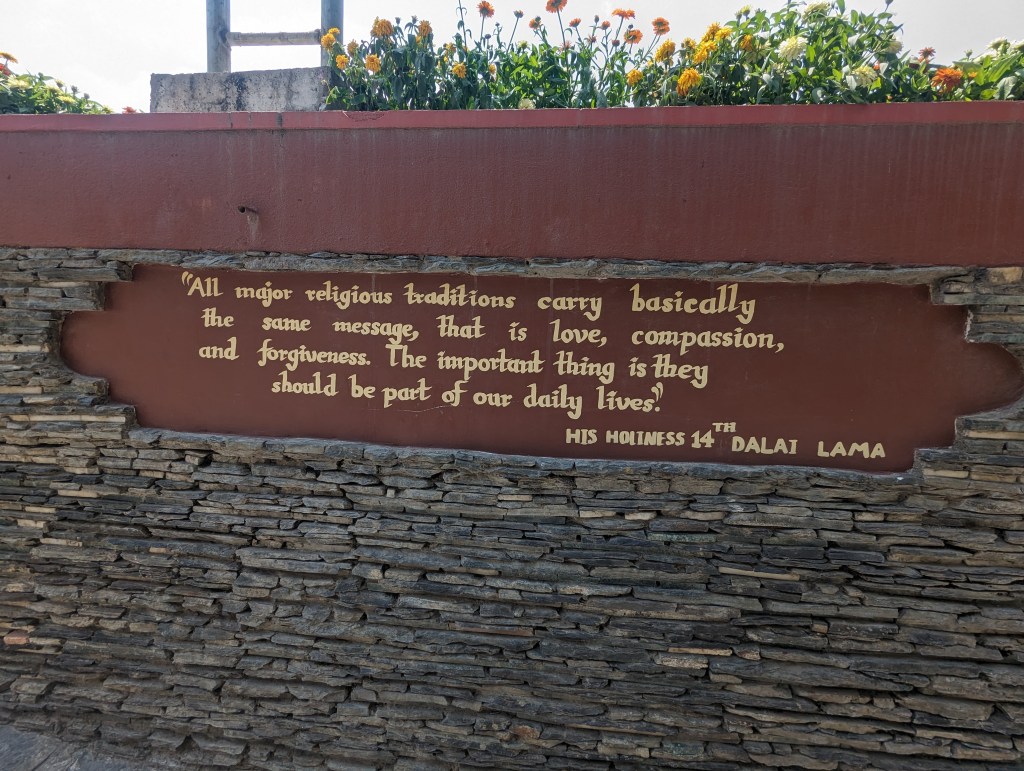 "All major religious traditions carry basically
the same message, that is love, compassion,
and forgiveness. The important thing is they
should be part of our daily lives."
HIS HOLINESS 14TH DALAI LAMA